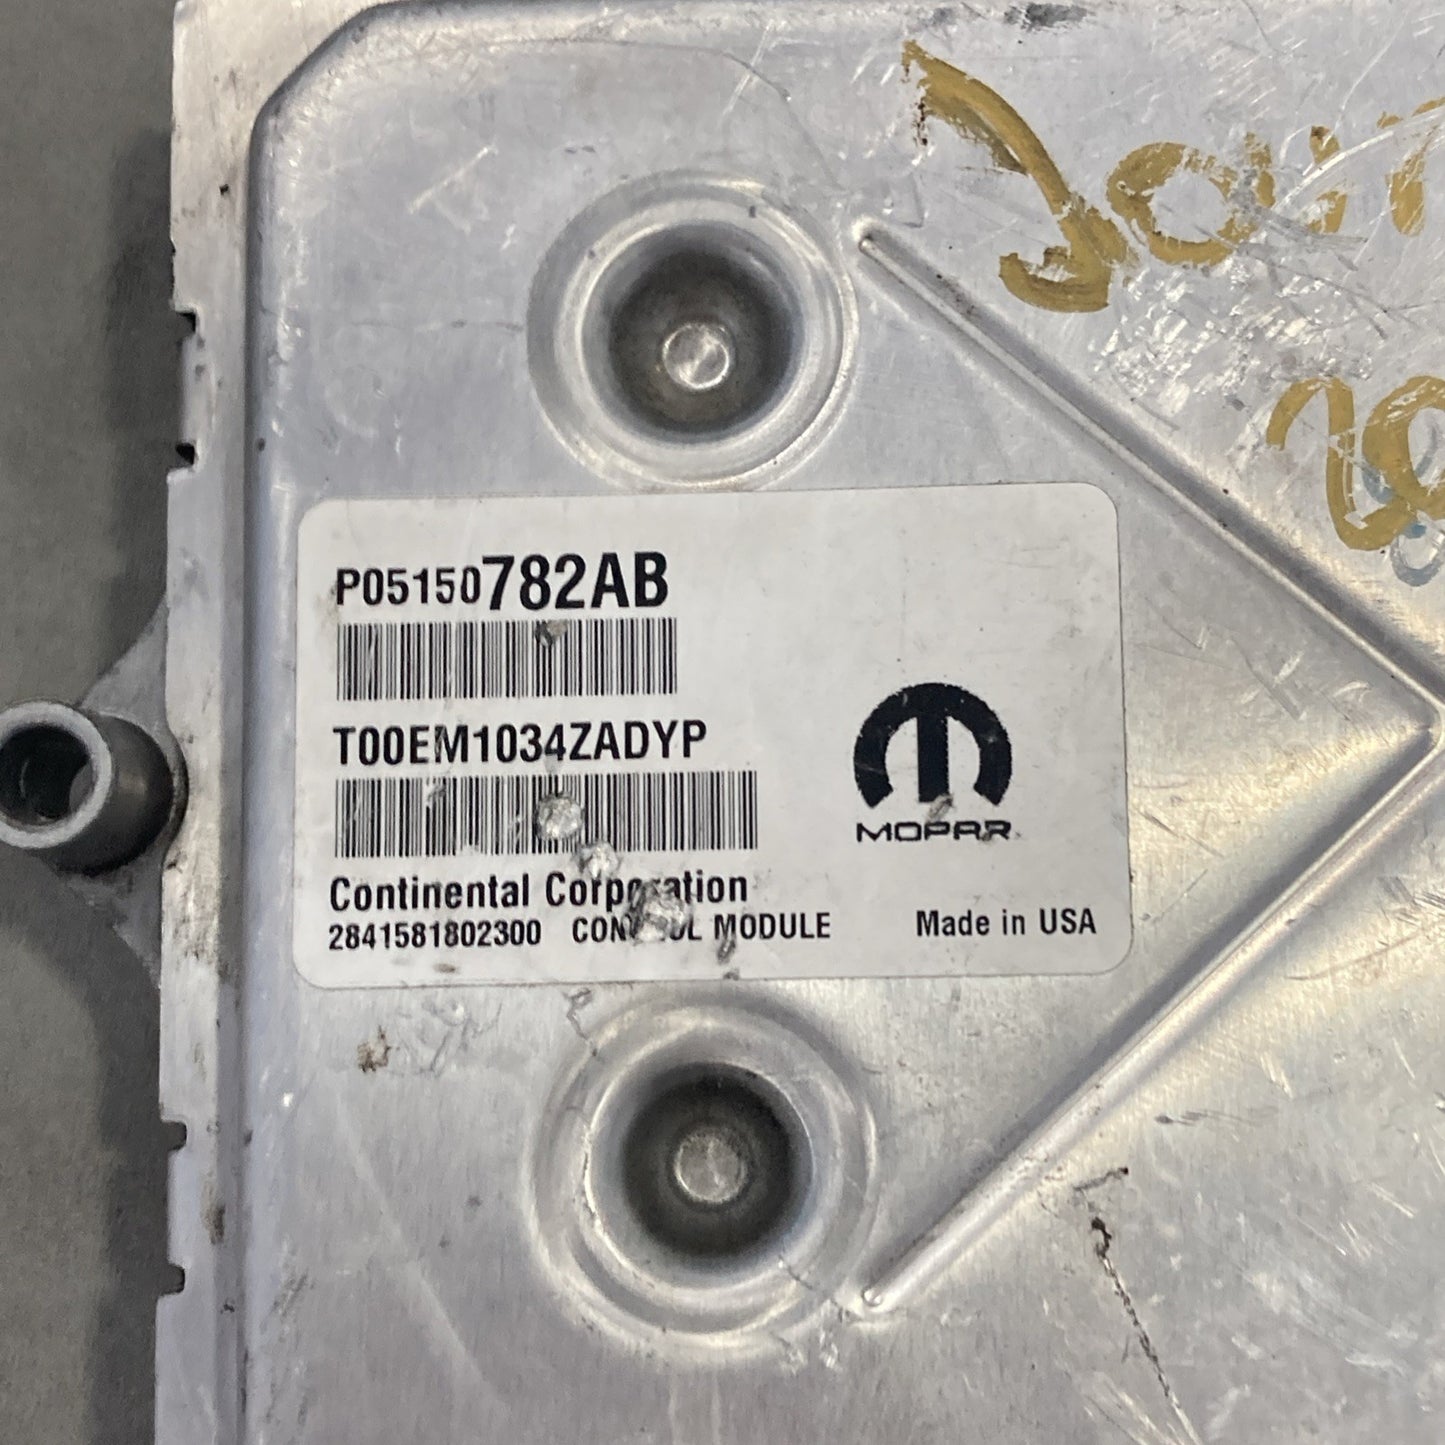 P05150782AB
T00EM1034ZADYP
MOPAR
Continental Corporation
2841581802300 CONTROL MODULE Made in USA